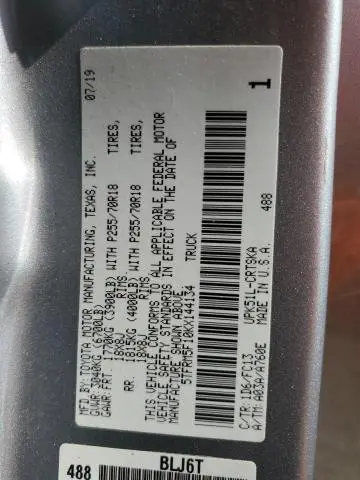 MFD. BY: TOYOTA MOTOR MANUFACTURING, TEXAS, INC. 07/19
GVWR: 3040KG (6700LB)
GAWR: FRT. 1770KG (3900LB) WITH P255/70R18 TIRES,
18X8J RIMS,
RR. 1815KG (4000LB) WITH P255/70R18 TIRES,
18X8J RIMS,
THIS VEHICLE CONFORMS TO ALL APPLICABLE FEDERAL MOTOR
VEHICLE SAFETY STANDARDS IN EFFECT ON THE DATE OF
MANUFACTURE SHOWN ABOVE.
5TFRM5F10KX144134 TRUCK
1
488
UPK51L-CRTSKA
C/TR: 1D6/FC13
A/TM: A03A/A760E MADE IN U.S.A.
488 BLJ6T